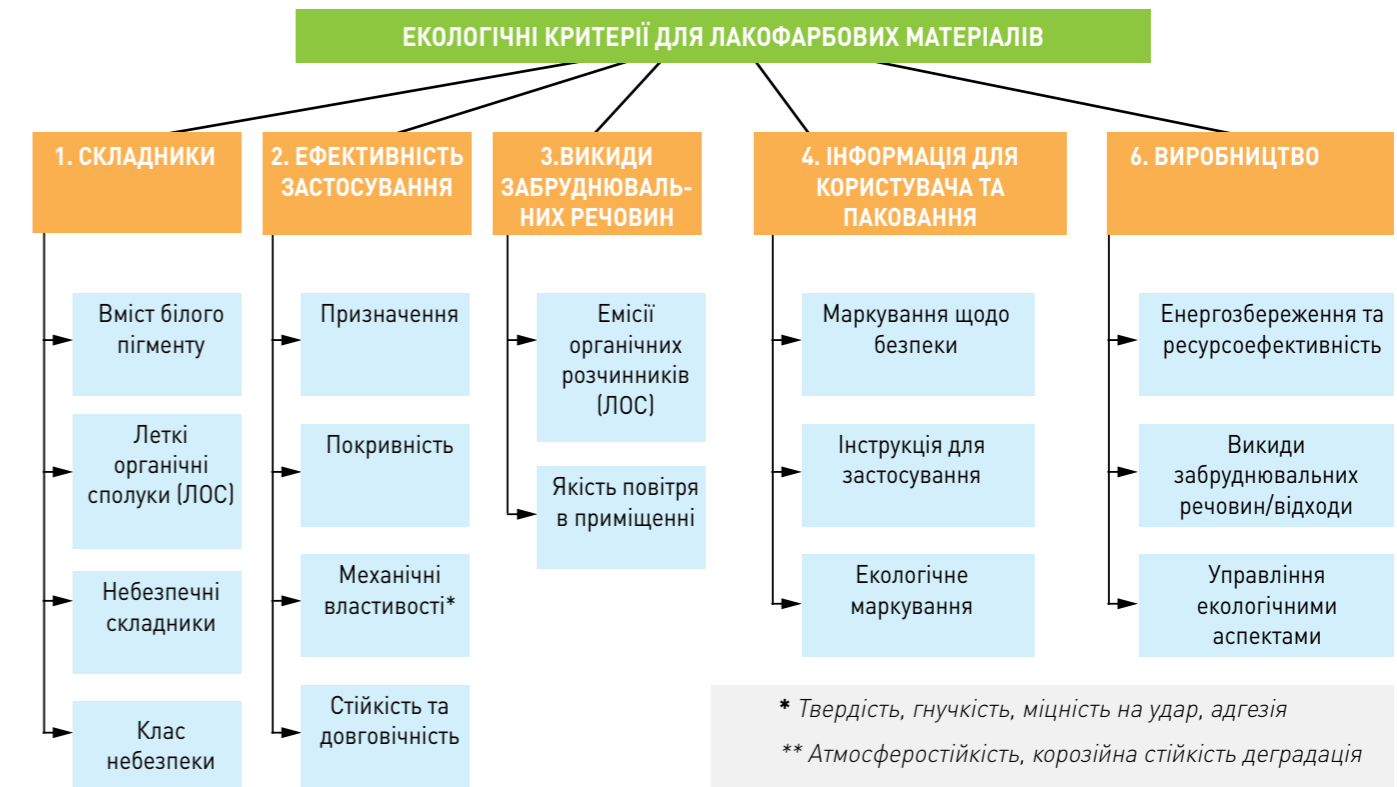 ЕКОЛОГІЧНІ КРИТЕРІЇ ДЛЯ ЛАКОФАРБОВИХ МАТЕРІАЛІВ
1. СКЛАДНИКИ
Вміст білого
пігменту
Леткі
органічні
сполуки (ЛОС)
Небезпечні
складники
Клас
небезпеки
2. ЕФЕКТИВНІСТЬ
ЗАСТОСУВАННЯ
Призначення
Покривність
Механічні
властивості*
Стійкість та
довговічність
3.ВИКИДИ
ЗАБРУДНЮВАЛЬ-
НИХ РЕЧОВИН
Емісії
органічних
розчинників
(ЛОС)
Якість повітря
в приміщенні
4. ІНФОРМАЦІЯ ДЛЯ
КОРИСТУВАЧА ТА
ПАКОВАННЯ
Маркування щодо
безпеки
Інструкція для
застосування
Екологічне
маркування
6. ВИРОБНИЦТВО
Енергозбереження та
ресурсоефективність
Викиди
забруднювальних
речовин/відходи
Управління
екологічними
аспектами
* Твердість, гнучкість, міцність на удар, адгезія
** Атмосферостійкість, корозійна стійкість деградація